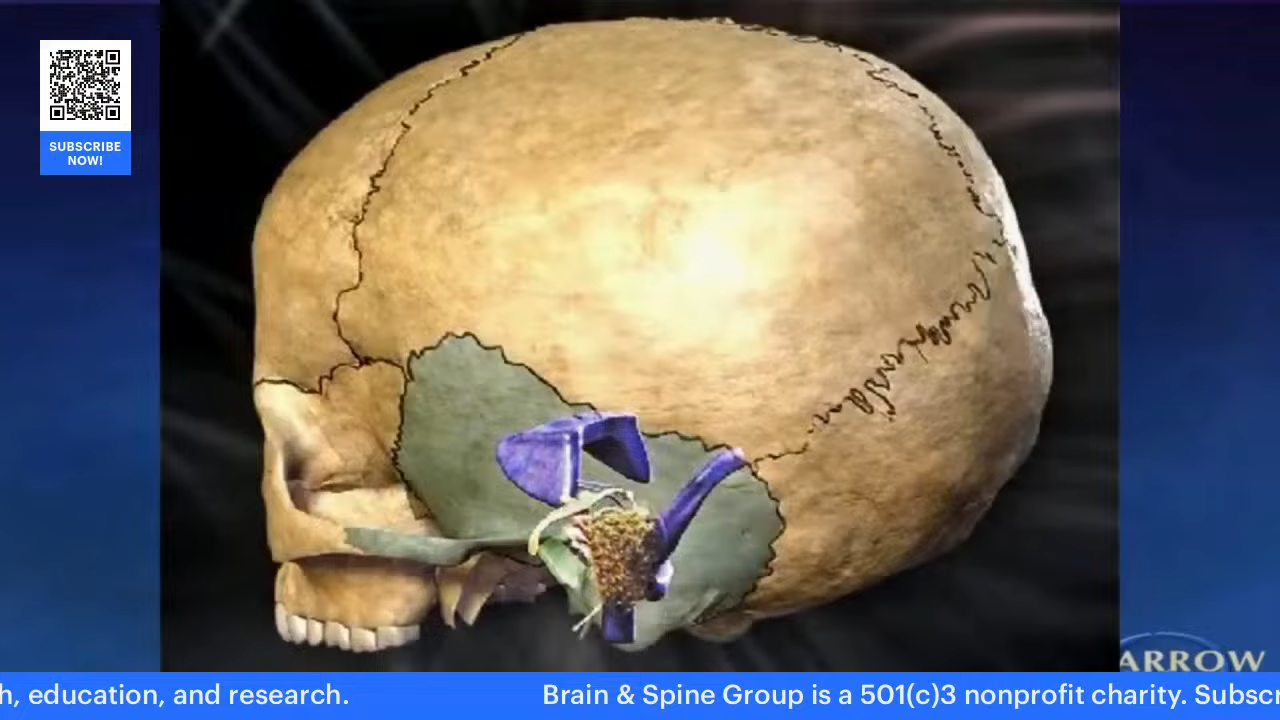 SUBSCRIBE
NOW!
ARROW
h, education, and research.
Brain & Spine Group is a 501(c)3 nonprofit charity. Subscr